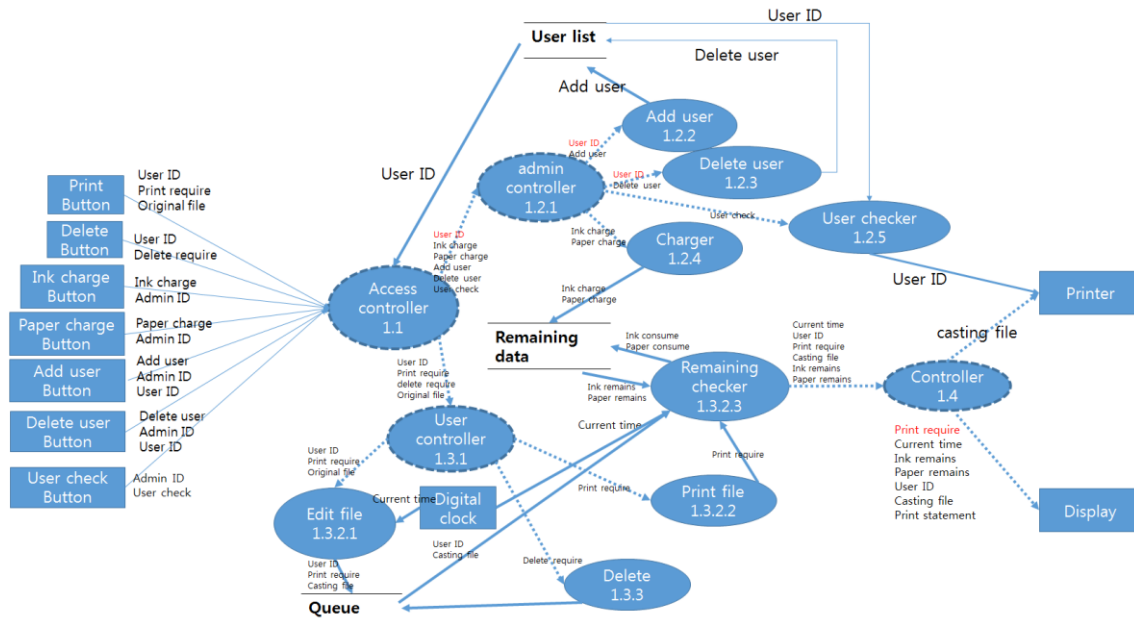 User ID
User list
Delete user
Add user
Add user
1.2.2
User ID
Add user
Delete user
1.2.3
User ID
Delete user
admin
controller
1.2.1
User ID
User check
User checker
1.2.5
Ink charge
Paper charge
Charger
1.2.4
Print
Button
User ID
Print require
Original file
Delete
Button
User ID
Delete require
Ink charge
Button
Ink charge
Admin ID
Paper charge
Button
Paper charge
Admin ID
Add user
Button
Add user
Admin ID
User ID
Delete user
Button
Delete user
Admin ID
User ID
User check
Button
Admin ID
User check
Access
controller
1.1
User ID
Ink charge
Paper charge
Add user
Delete user
User check
User ID
Printer
casting file
Ink charge
Paper charge
Remaining
data
Ink consume
Paper consume
Ink remains
Paper remains
Remaining
checker
1.3.2.3
Current time
User ID
Print require
Casting file
Ink remains
Paper remains
Controller
1.4
User ID
Print require
delete require
Original file
User
controller
1.3.1
Current time
Print require
Print require
Print file
1.3.2.2
Print require
Current time
Ink remains
Paper remains
User ID
Casting file
Print statement
Display
User ID
Print require
Original file
Edit file
1.3.2.1
Current time
Digital
clock
User ID
Casting file
Delete require
Delete
1.3.3
User ID
Print require
Casting file
Queue